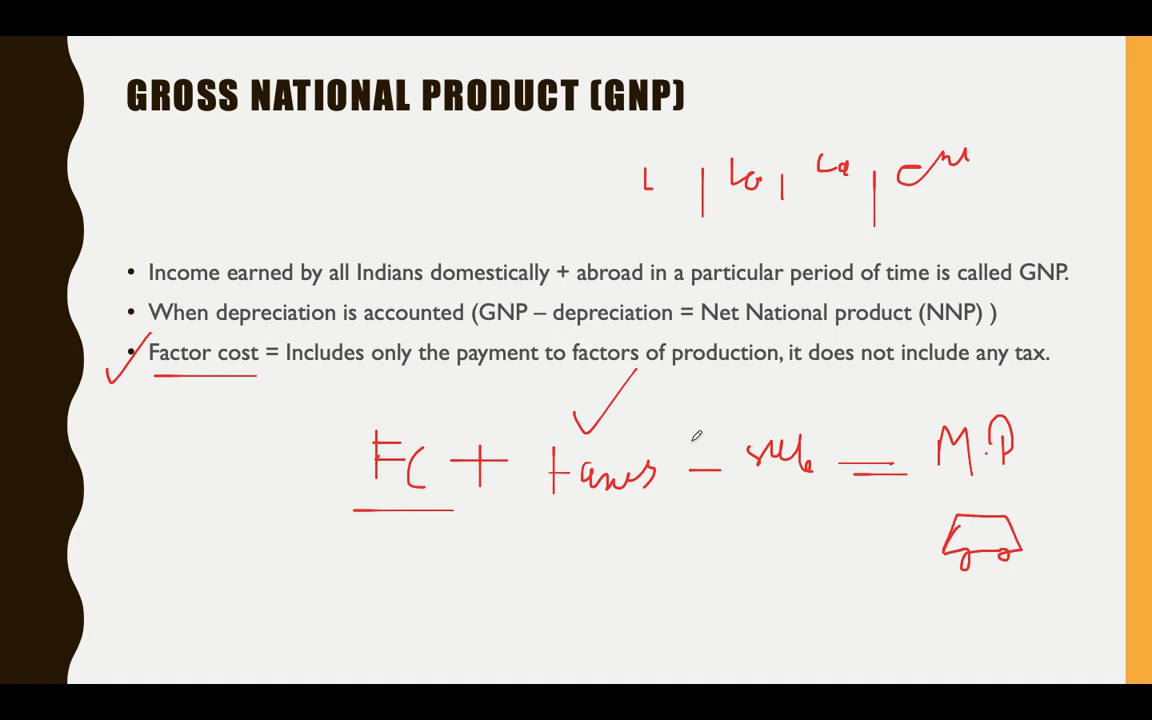 GROSS NATIONAL PRODUCT (GNP)
L | Lo | La |
• Income earned by all Indians domestically + abroad in a particular period of time is called GNP.
• When depreciation is accounted (GNP – depreciation = Net National product (NNP) )
• Factor cost = Includes only the payment to factors of production, it does not include any tax.
FC + taxes – sub = M.P